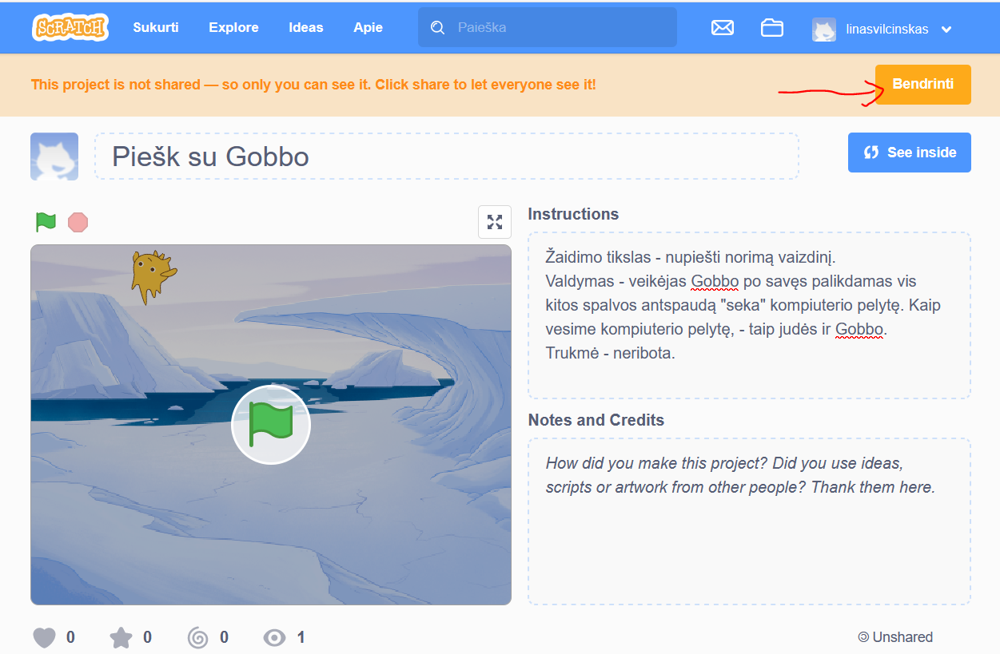 SCRATCH Sukurti Explore Ideas Apie Paieška linasvilcinskas
This project is not shared — so only you can see it. Click share to let everyone see it! Bendrinti
Piešk su Gobbo
See inside
Instructions
Žaidimo tikslas - nupiešti norimą vaizdinį.
Valdymas - veikėjas Gobbo po savęs palikdamas vis
kitos spalvos antspaudą "seka" kompiuterio pelytę. Kaip
vesime kompiuterio pelytę, - taip judės ir Gobbo.
Trukmė - neribota.
Notes and Credits
How did you make this project? Did you use ideas,
scripts or artwork from other people? Thank them here.
0 0 0 1 Unshared